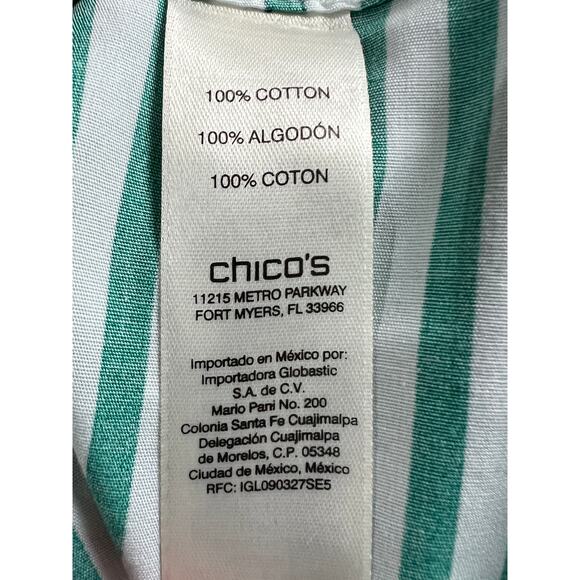 100% COTTON
100% ALGODÓN
100% COTON
chico's
11215 METRO PARKWAY
FORT MYERS, FL 33966
Importado en México por:
Importadora Globastic
S.A. de C.V.
Mario Pani No. 200
Colonia Santa Fe Cuajimalpa
Delegación Cuajimalpa
de Morelos, C.P. 05348
Ciudad de México, México
RFC: IGL090327SE5